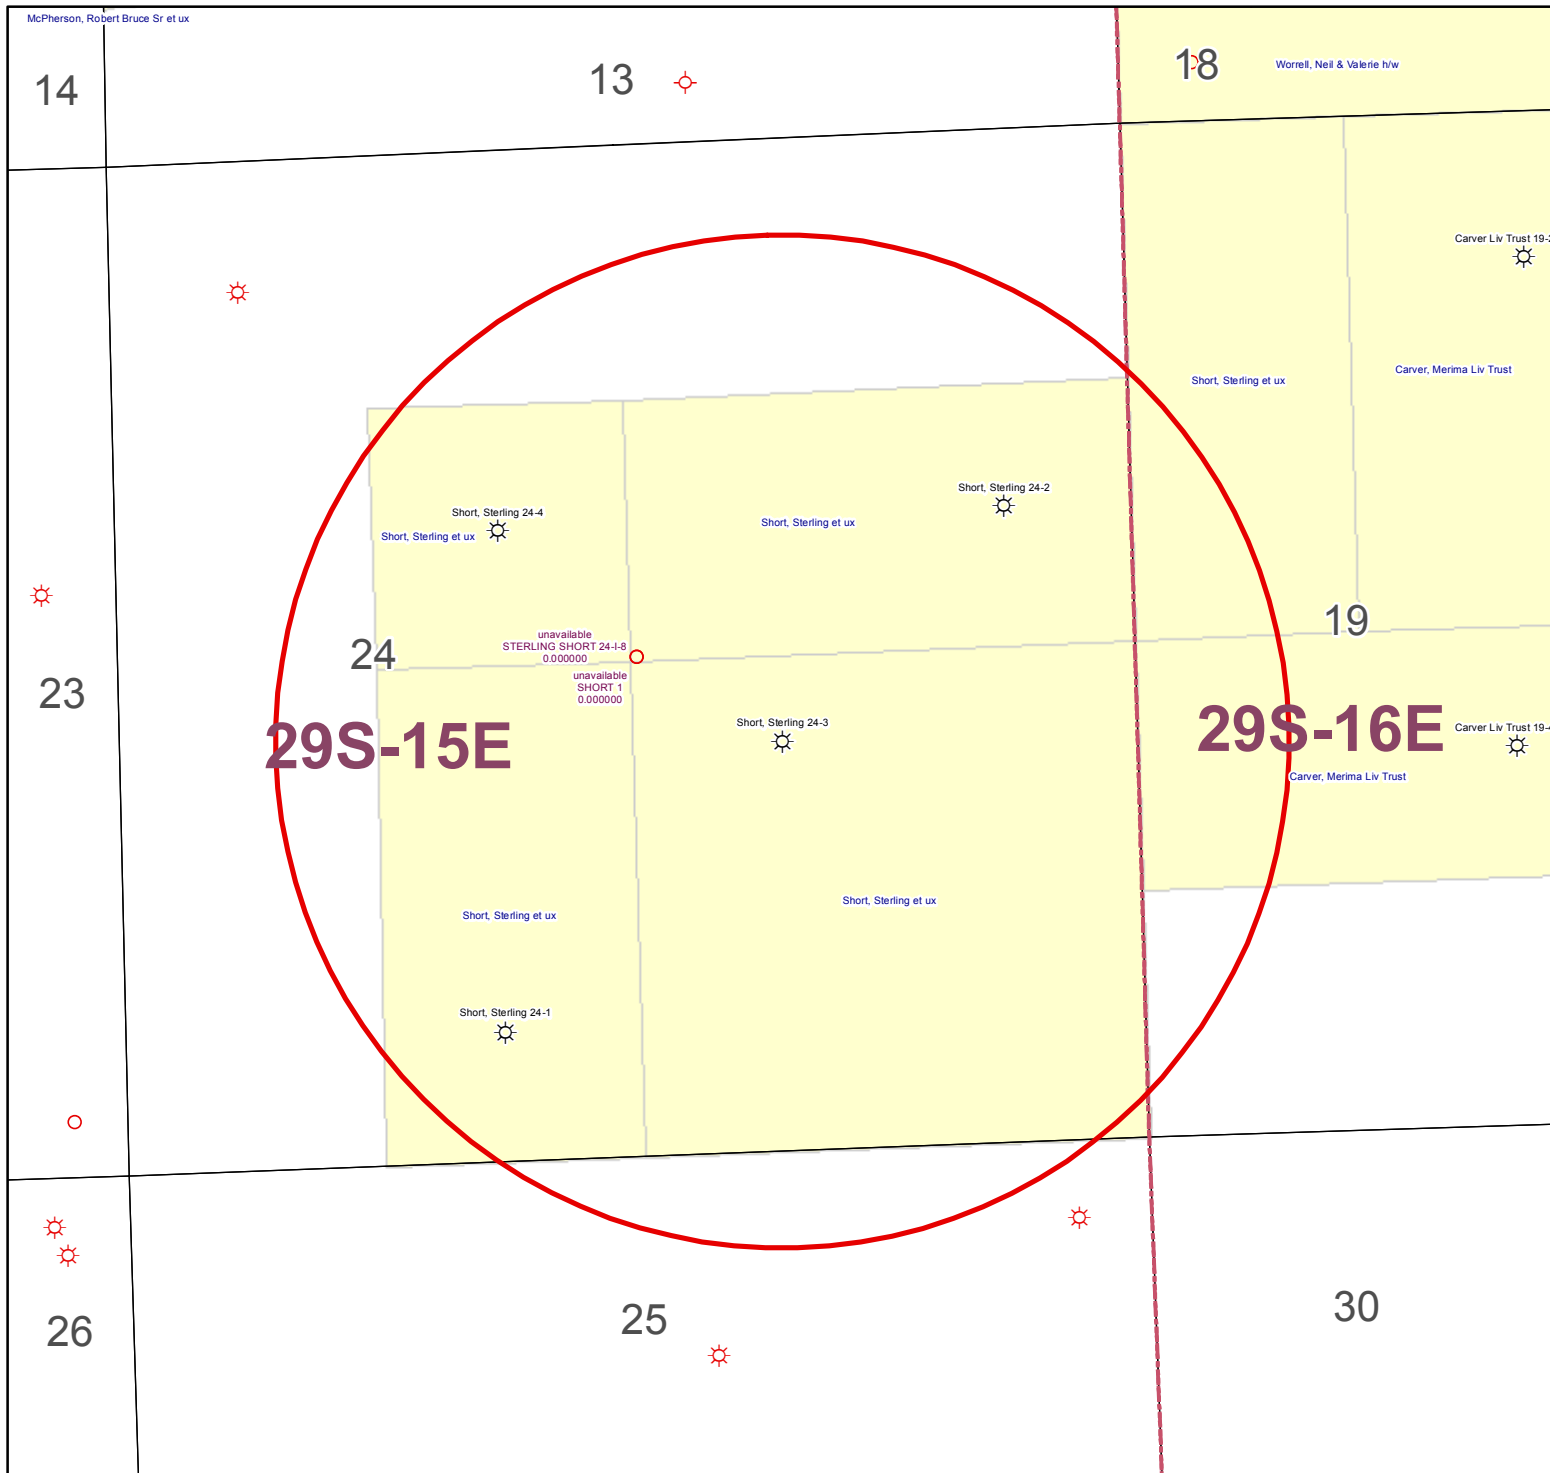 McPherson, Robert Bruce Sr et ux
14
13
18
Worrell, Neil & Valerie h/w
Carver Liv Trust 19-2
Short, Sterling et ux
Carver, Merima Liv Trust
Short, Sterling 24-4
Short, Sterling et ux
Short, Sterling 24-2
Short, Sterling et ux
24
unavailable
STERLING SHORT 24-I-8
0.000000
unavailable
SHORT 1
0.000000
19
23
29S-15E
Short, Sterling 24-3
29S-16E
Carver Liv Trust 19-4
Carver, Merima Liv Trust
Short, Sterling et ux
Short, Sterling et ux
Short, Sterling 24-1
26
25
30